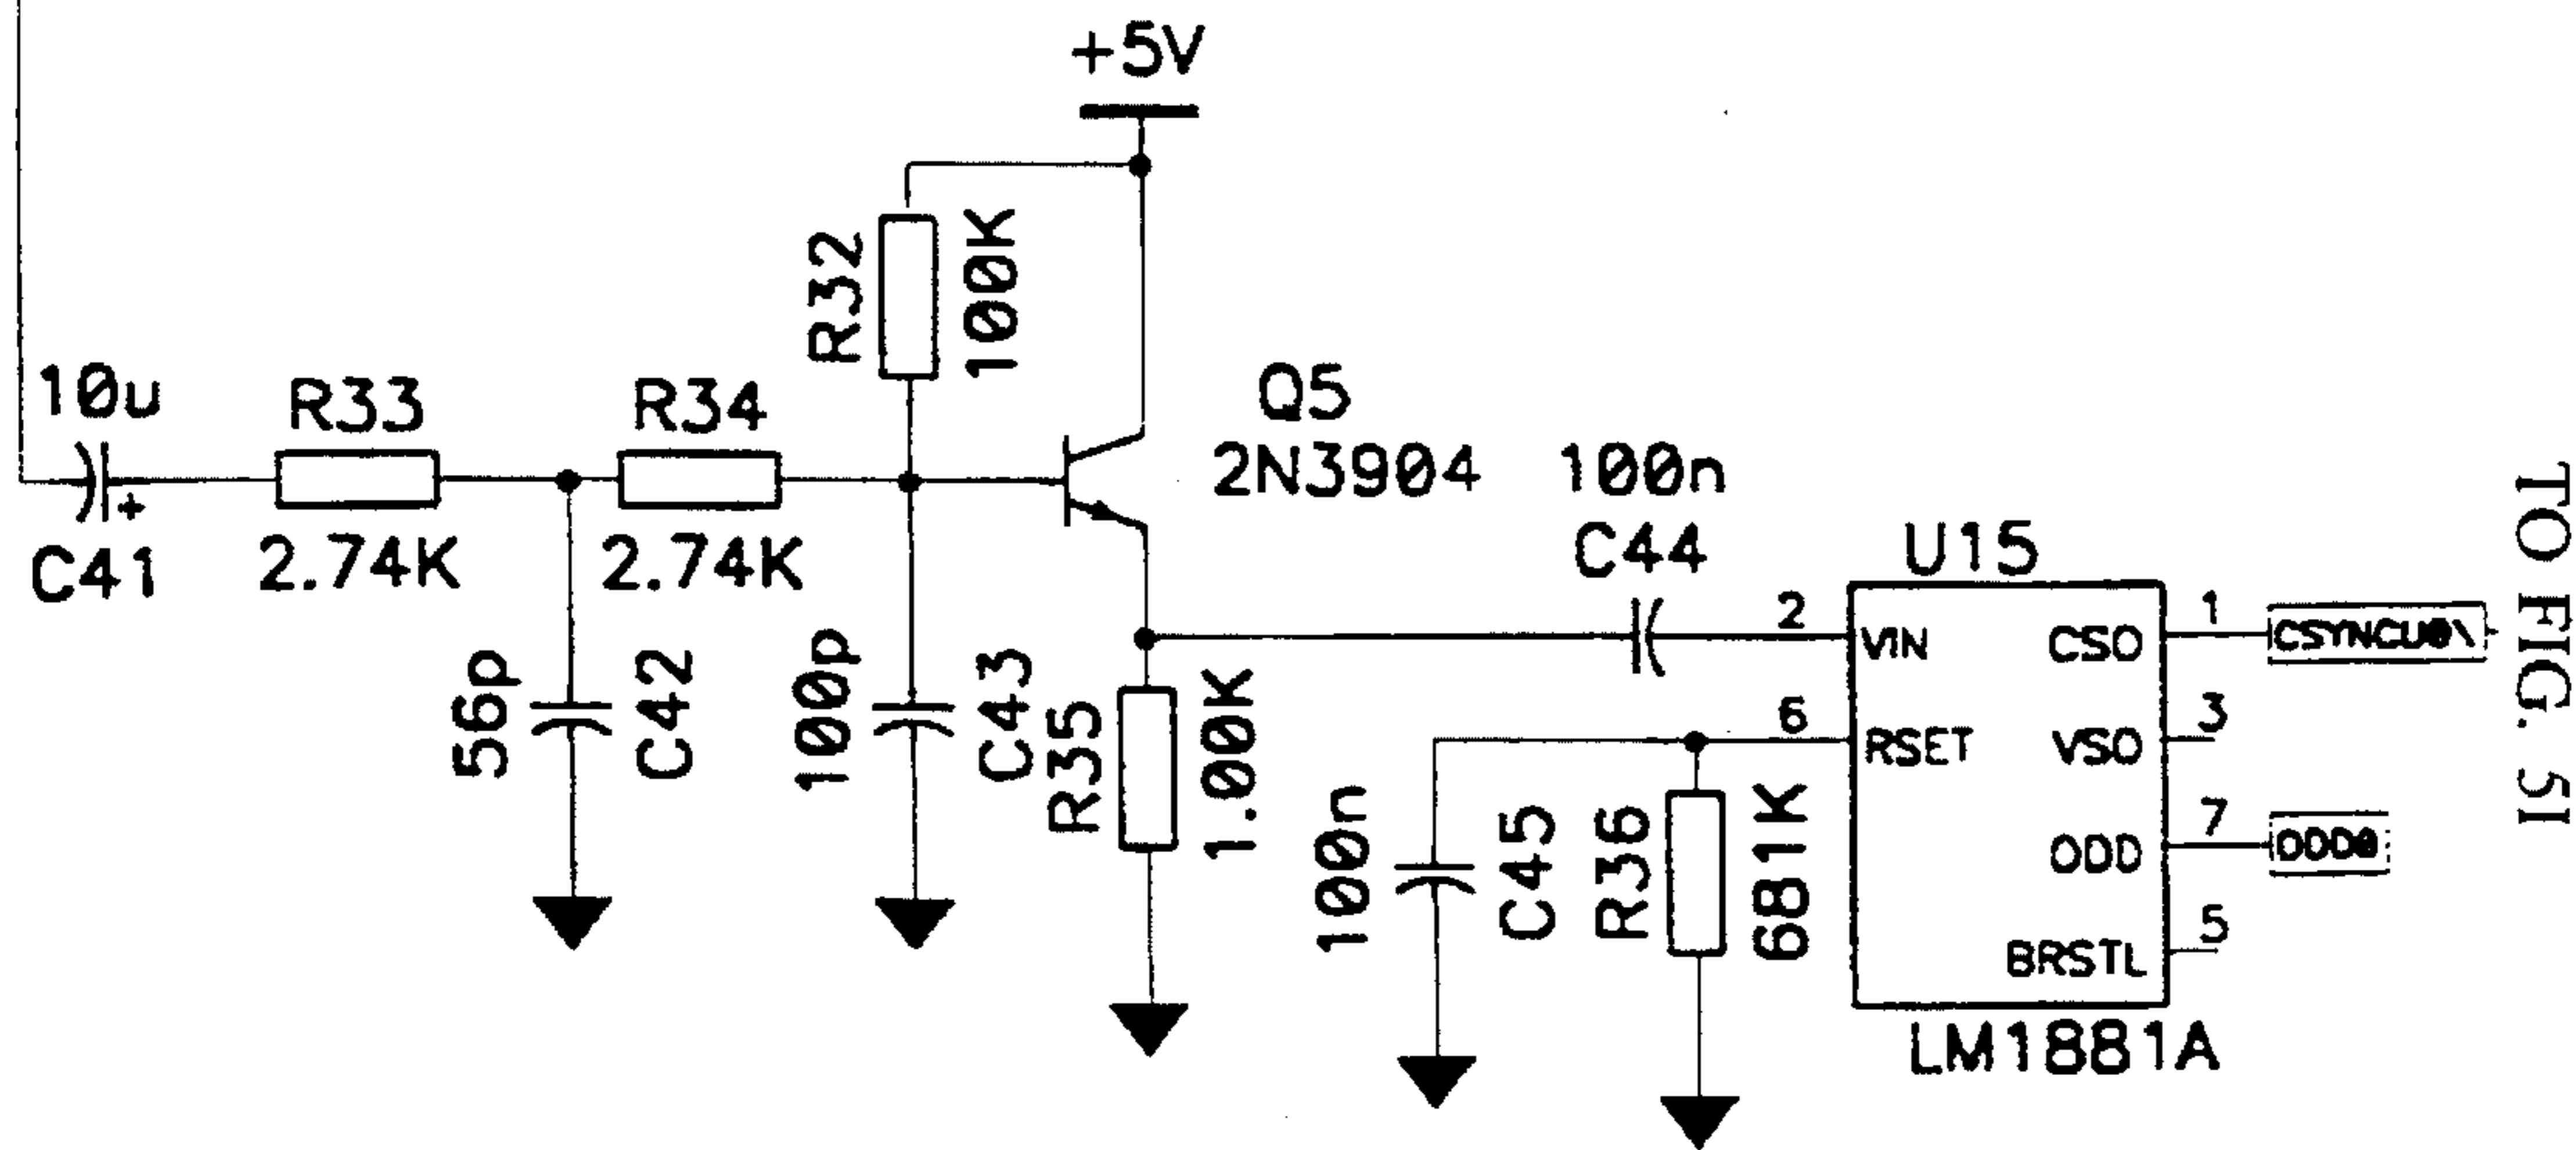 +5V
R32
100K
10u
C41
R33
2.74K
R34
2.74K
56p
C42
100p
C43
Q5
2N3904
R35
1.00K
100n
C44
100n
C45
R36
681K
U15
2
VIN
6
RSET
CSO
1
VSO
3
ODD
7
BRSTL
5
LM1881A
ODD0
TO FIG. 5I